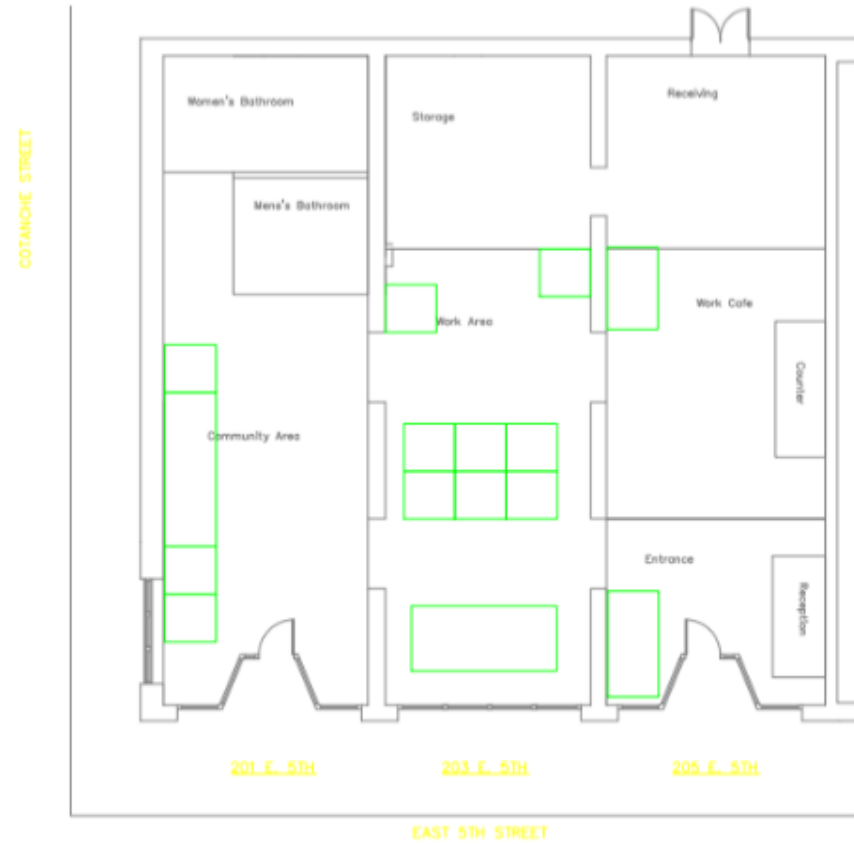 Women's Bathroom
Storage
Receiving
COTANCHE STREET
Mens's Bathroom
Work Area
Work Cafe
Counter
Community Area
Entrance
Reception
201 E. 5TH
203 E. 5TH
205 E. 5TH
EAST 5TH STREET